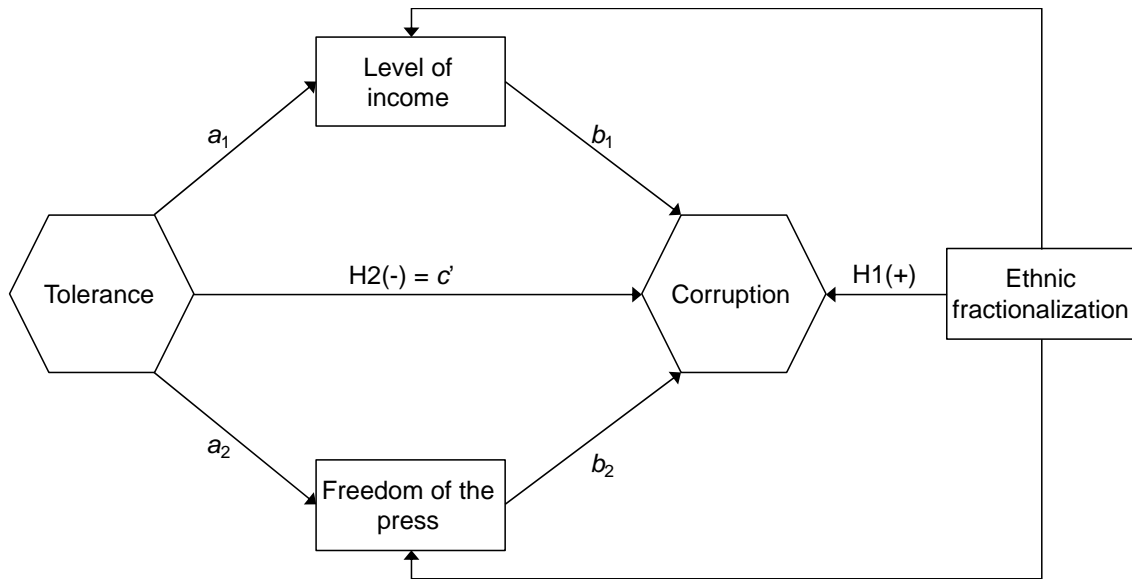 Level of
income
a₁
b₁
Tolerance
H2(-) = c'
Corruption
H1(+)
Ethnic
fractionalization
a₂
b₂
Freedom of the
press